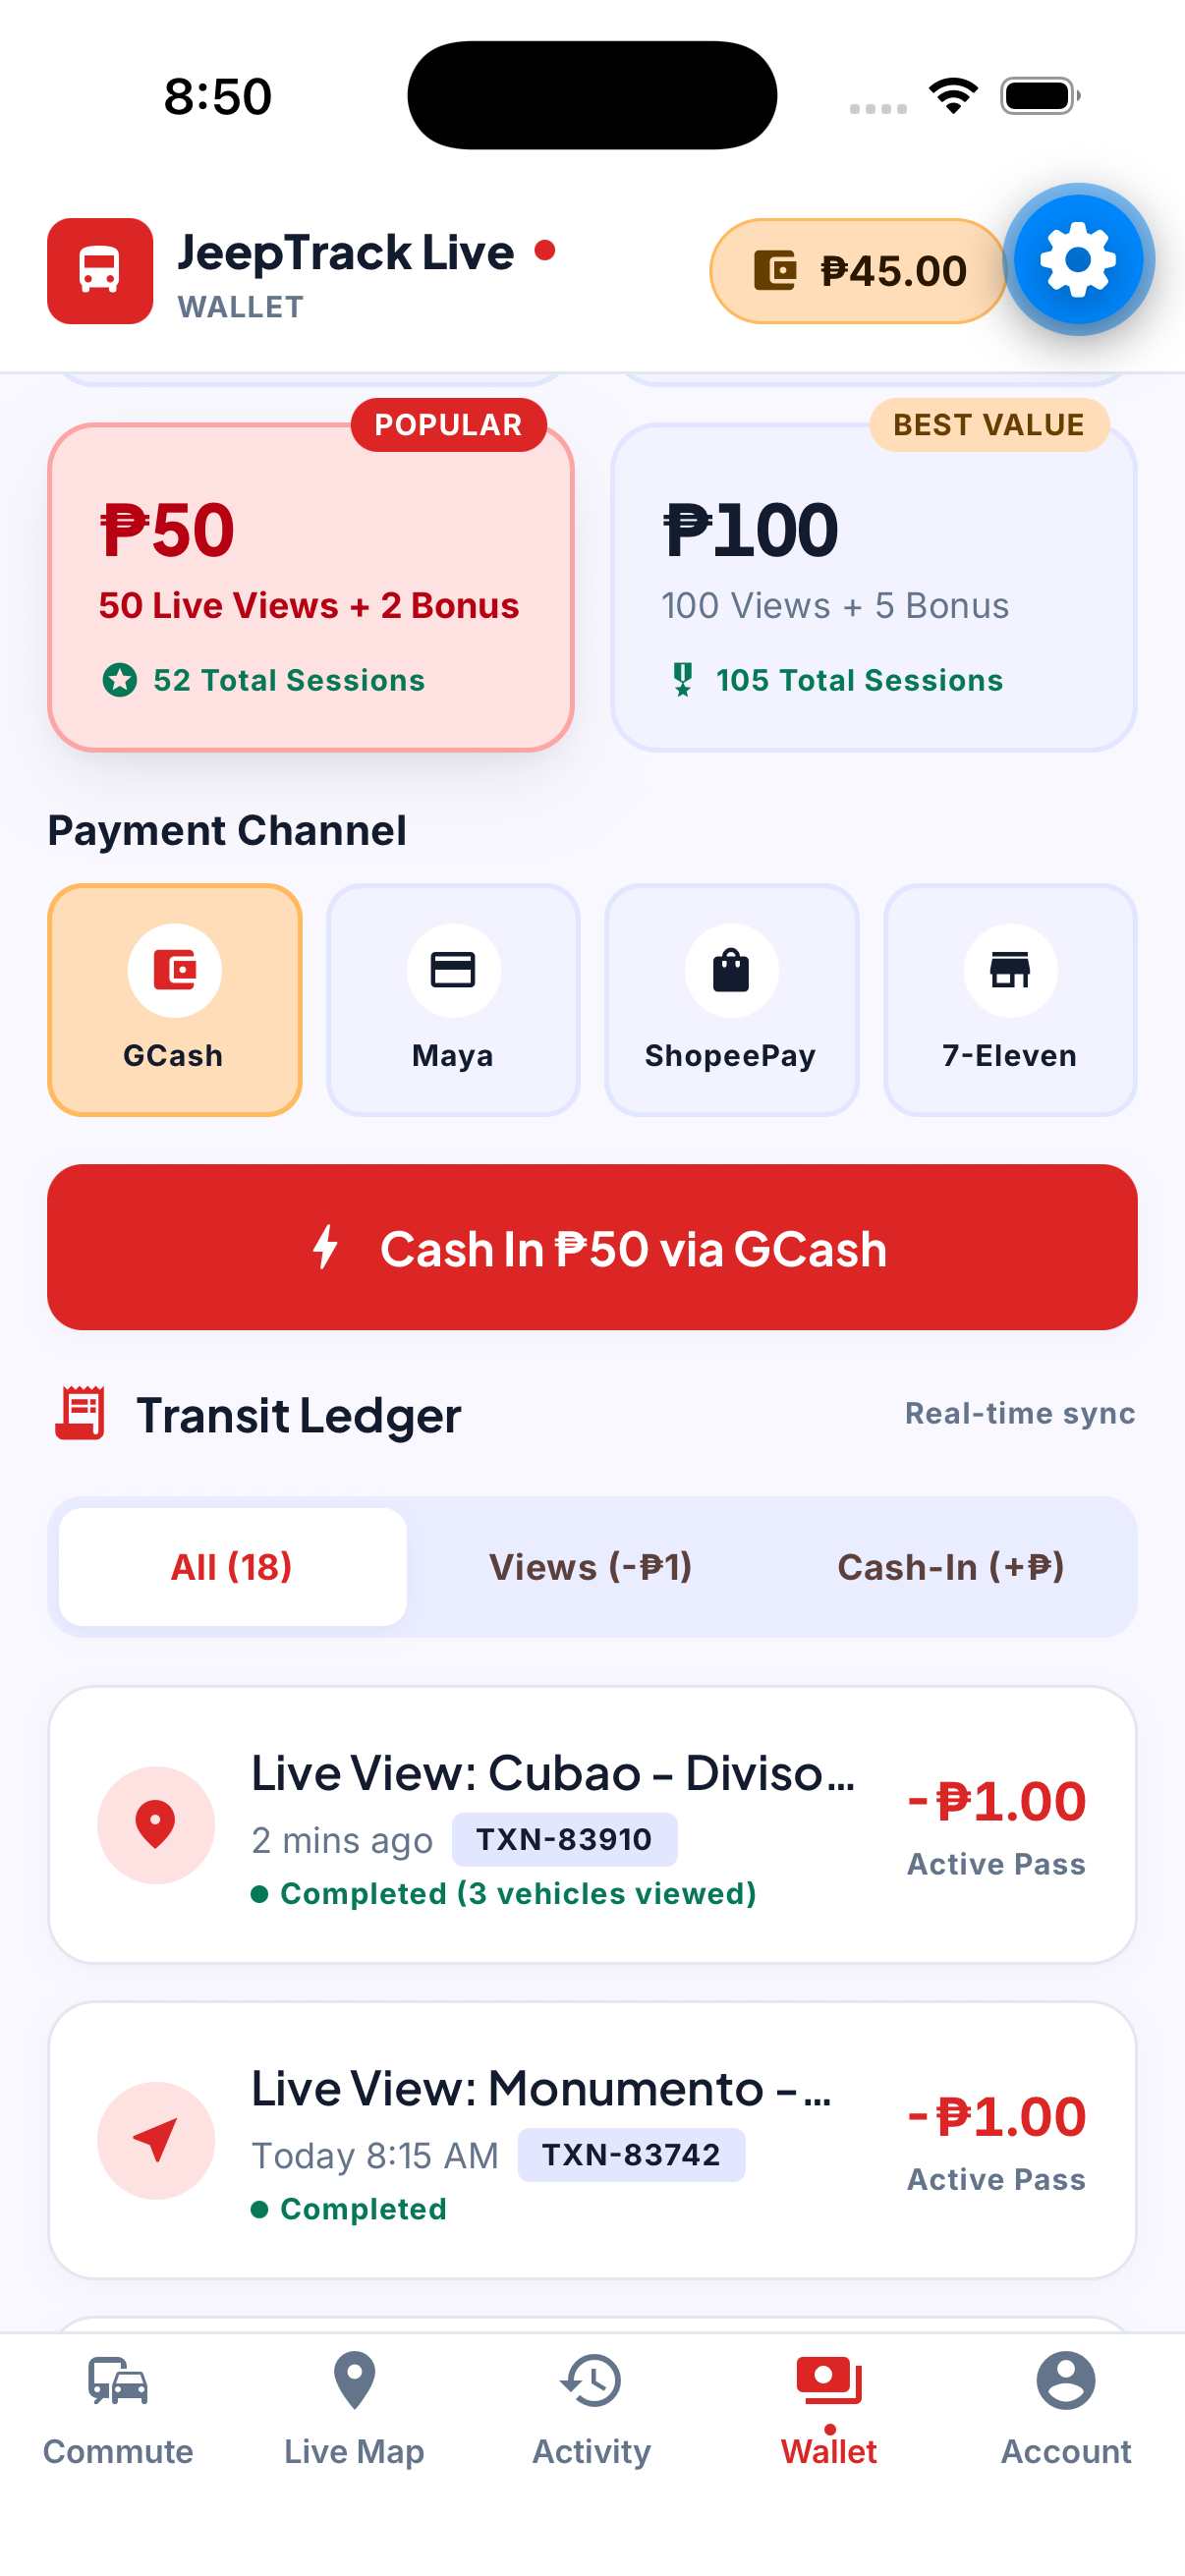 8:50
JeepTrack Live
WALLET
₱45.00
POPULAR
BEST VALUE
₱50
₱100
50 Live Views + 2 Bonus
100 Views + 5 Bonus
52 Total Sessions
105 Total Sessions
Payment Channel
GCash
Maya
ShopeePay
7-Eleven
Cash In ₱50 via GCash
Transit Ledger
Real-time sync
All (18)
Views (-₱1)
Cash-In (+₱)
Live View: Cubao – Diviso...
-₱1.00
2 mins ago TXN-83910
Active Pass
Completed (3 vehicles viewed)
Live View: Monumento –...
-₱1.00
Today 8:15 AM TXN-83742
Active Pass
Completed
Commute
Live Map
Activity
Wallet
Account